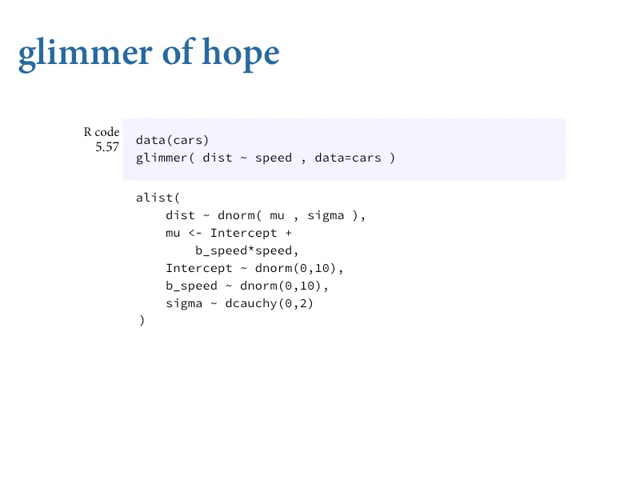 glimmer of hope
R code
5.57
data(cars)
glimmer( dist ~ speed , data=cars )
alist(
    dist ~ dnorm( mu , sigma ),
    mu <- Intercept +
        b_speed*speed,
    Intercept ~ dnorm(0,10),
    b_speed ~ dnorm(0,10),
    sigma ~ dcauchy(0,2)
)